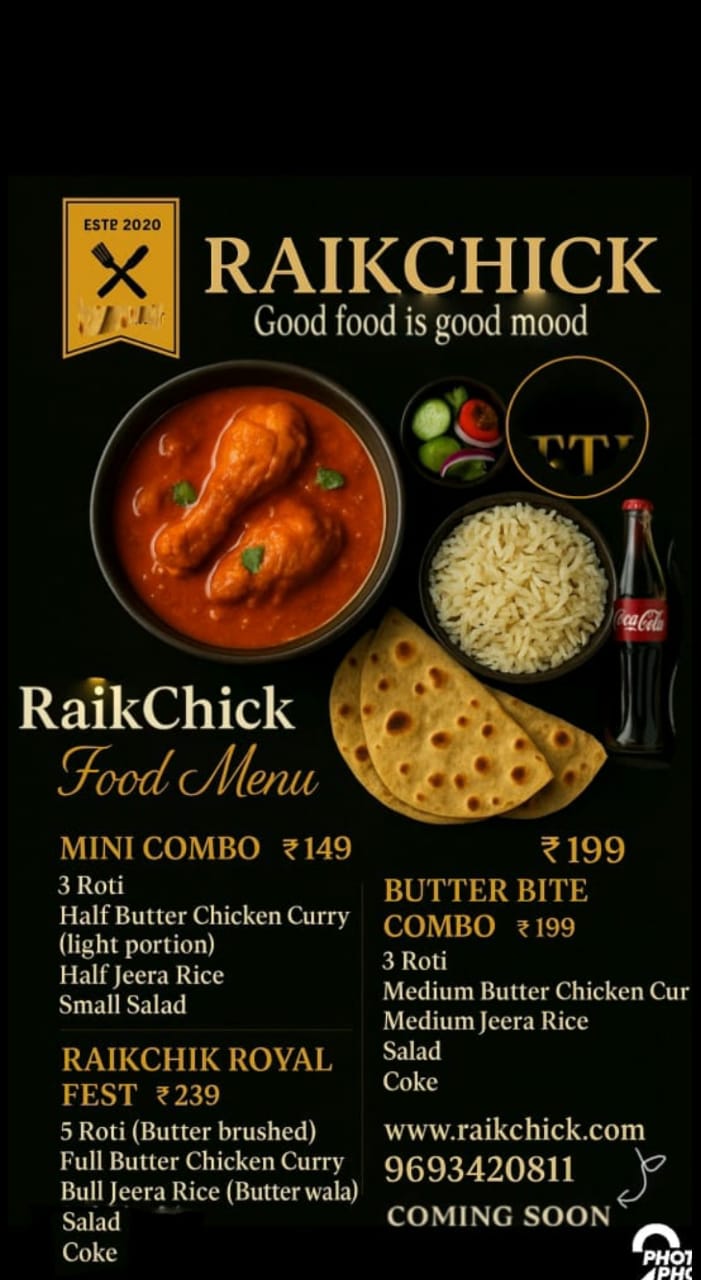 ESTP 2020
RAIKCHICK
Good food is good mood
Coca-Cola
RaikChick
Food Menu
MINI COMBO ₹149
3 Roti
Half Butter Chicken Curry
(light portion)
Half Jeera Rice
Small Salad
RAIKCHIK ROYAL
FEST ₹239
5 Roti (Butter brushed)
Full Butter Chicken Curry
Bull Jeera Rice (Butter wala)
Salad
Coke
₹199
BUTTER BITE
COMBO ₹199
3 Roti
Medium Butter Chicken Cur
Medium Jeera Rice
Salad
Coke
www.raikchick.com
9693420811
COMING SOON